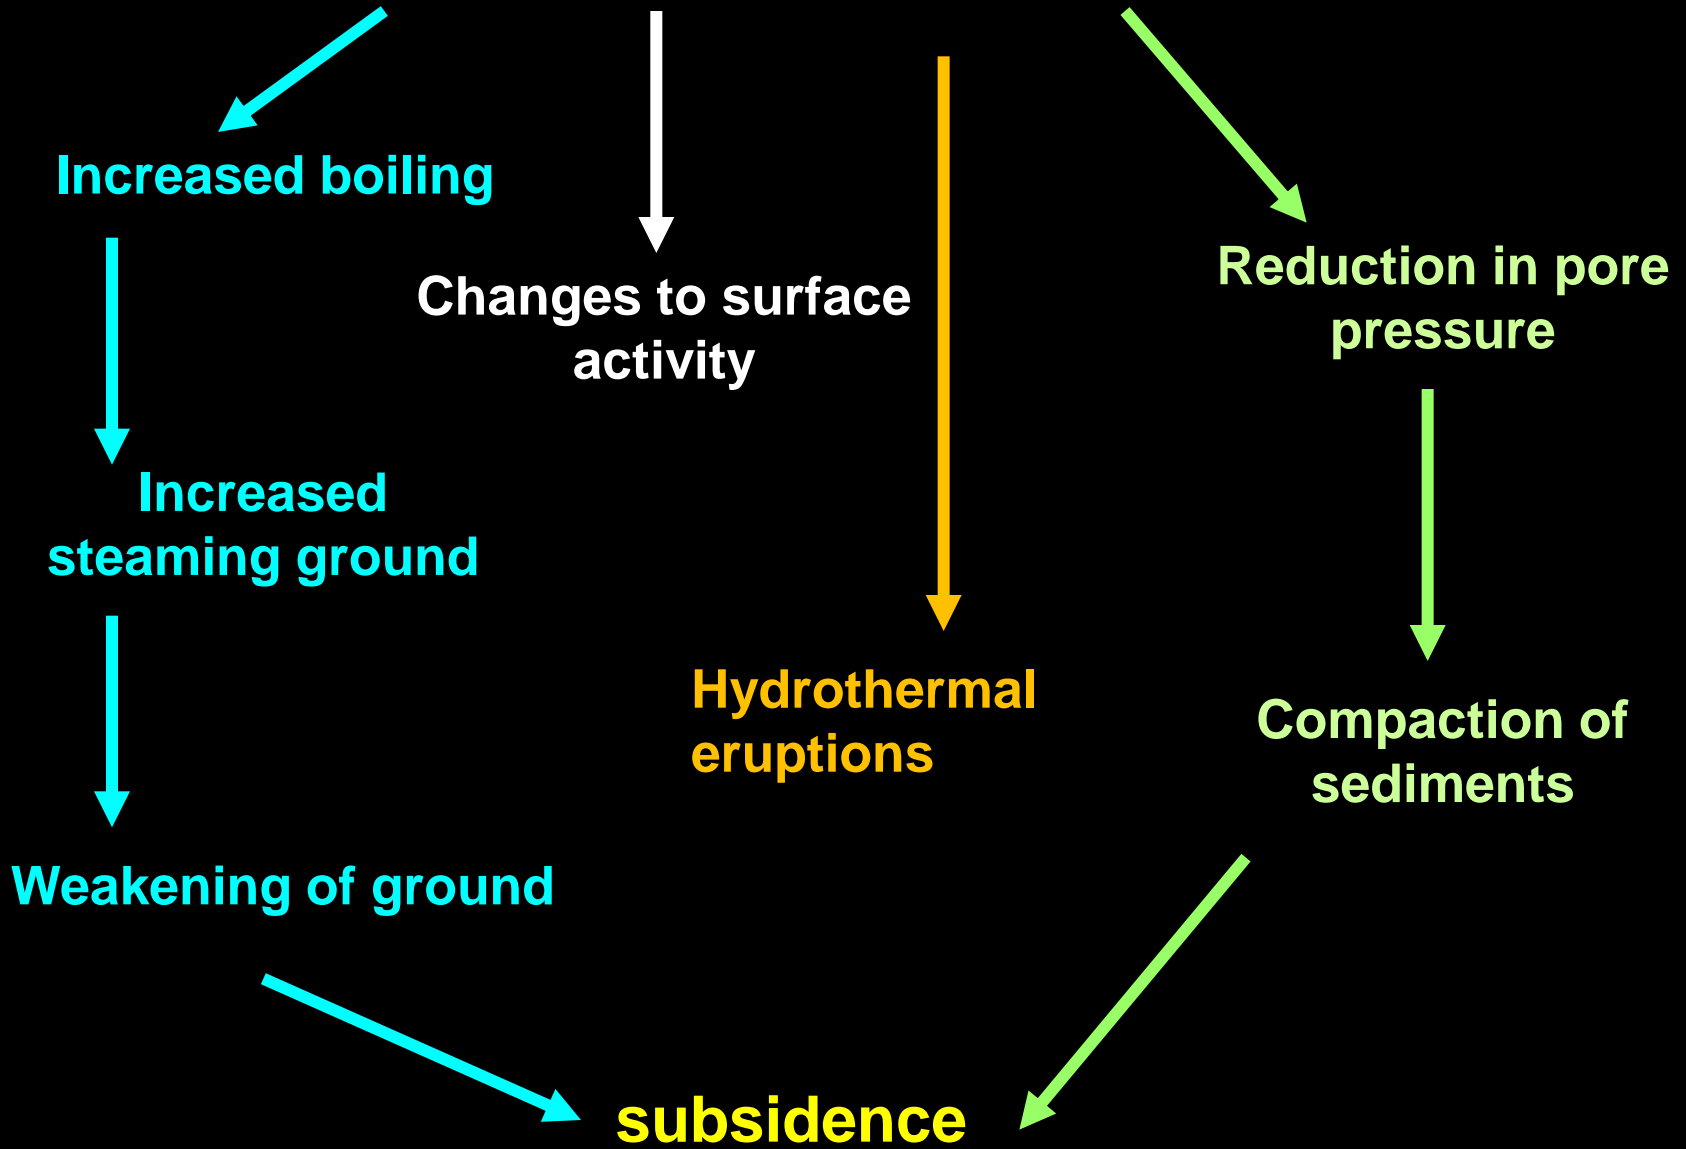 Increased boiling
Changes to surface
activity
Reduction in pore
pressure
Increased
steaming ground
Hydrothermal
eruptions
Compaction of
sediments
Weakening of ground
subsidence